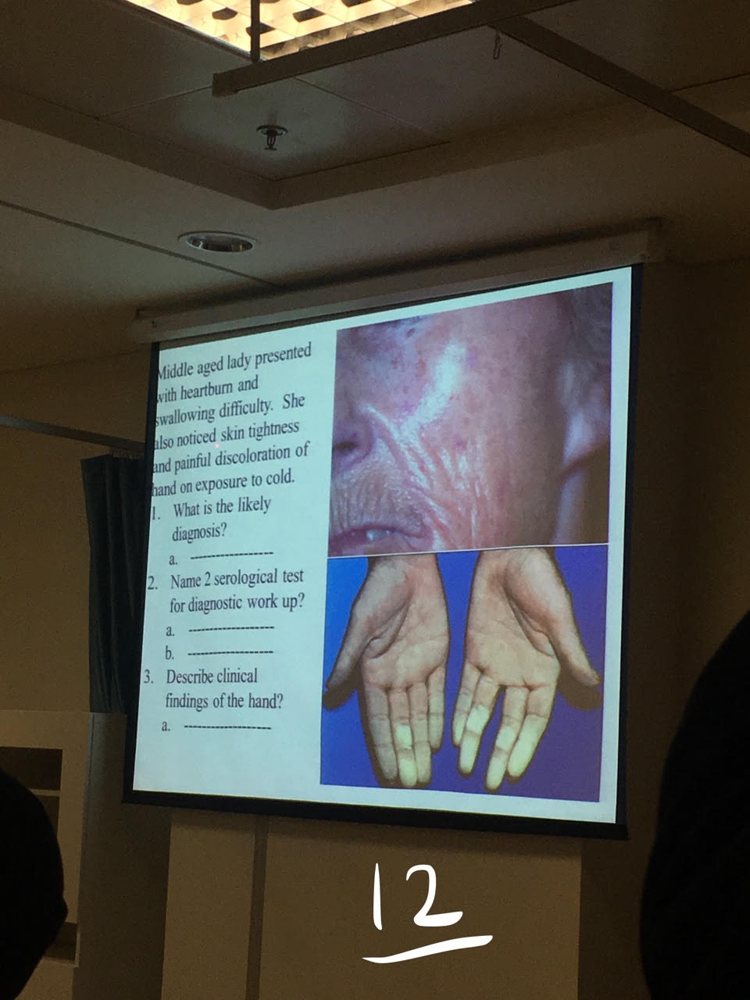 Middle aged lady presented
with heartburn and
swallowing difficulty. She
also noticed skin tightness
and painful discoloration of
hand on exposure to cold.
1. What is the likely
diagnosis?
a. ------------------
2. Name 2 serological test
for diagnostic work up?
a. ------------------
b. ------------------
3. Describe clinical
findings of the hand?
a. ------------------
12